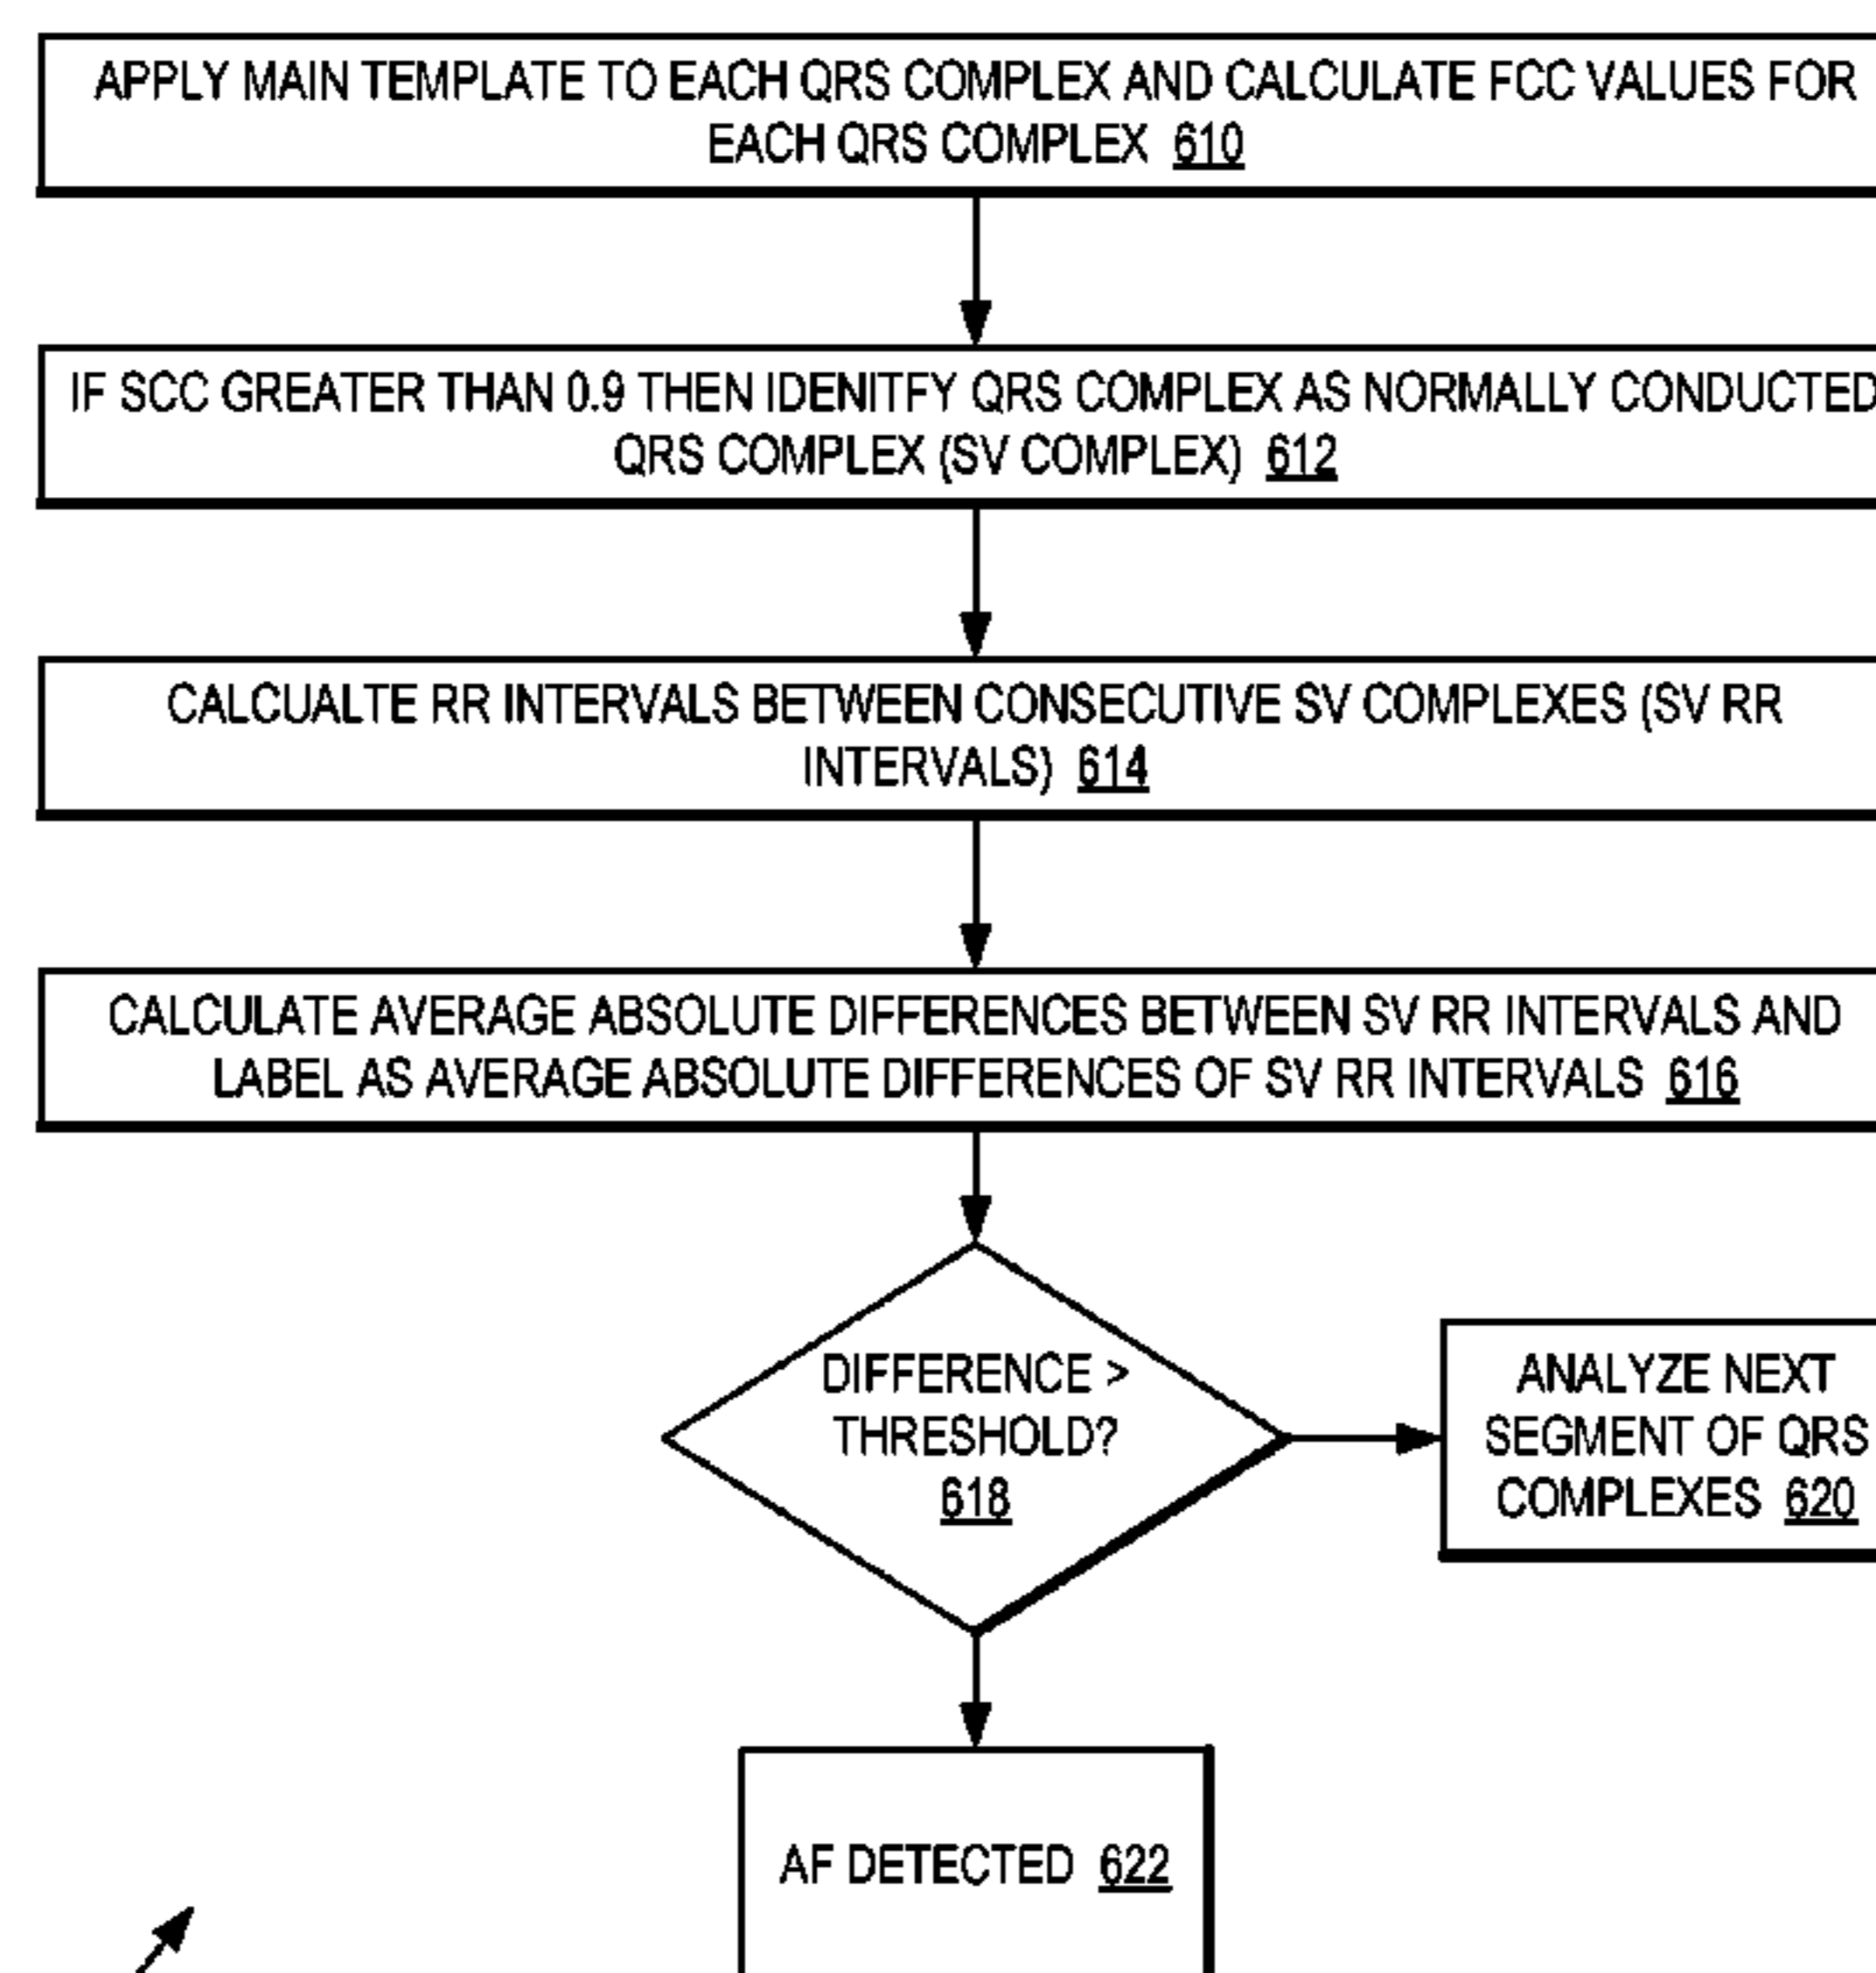 APPLY MAIN TEMPLATE TO EACH QRS COMPLEX AND CALCULATE FCC VALUES FOR
EACH QRS COMPLEX 610
IF SCC GREATER THAN 0.9 THEN IDENITFY QRS COMPLEX AS NORMALLY CONDUCTED
QRS COMPLEX (SV COMPLEX) 612
CALCUALTE RR INTERVALS BETWEEN CONSECUTIVE SV COMPLEXES (SV RR
INTERVALS) 614
CALCULATE AVERAGE ABSOLUTE DIFFERENCES BETWEEN SV RR INTERVALS AND
LABEL AS AVERAGE ABSOLUTE DIFFERENCES OF SV RR INTERVALS 616
DIFFERENCE >
THRESHOLD?
618
ANALYZE NEXT
SEGMENT OF QRS
COMPLEXES 620
AF DETECTED 622